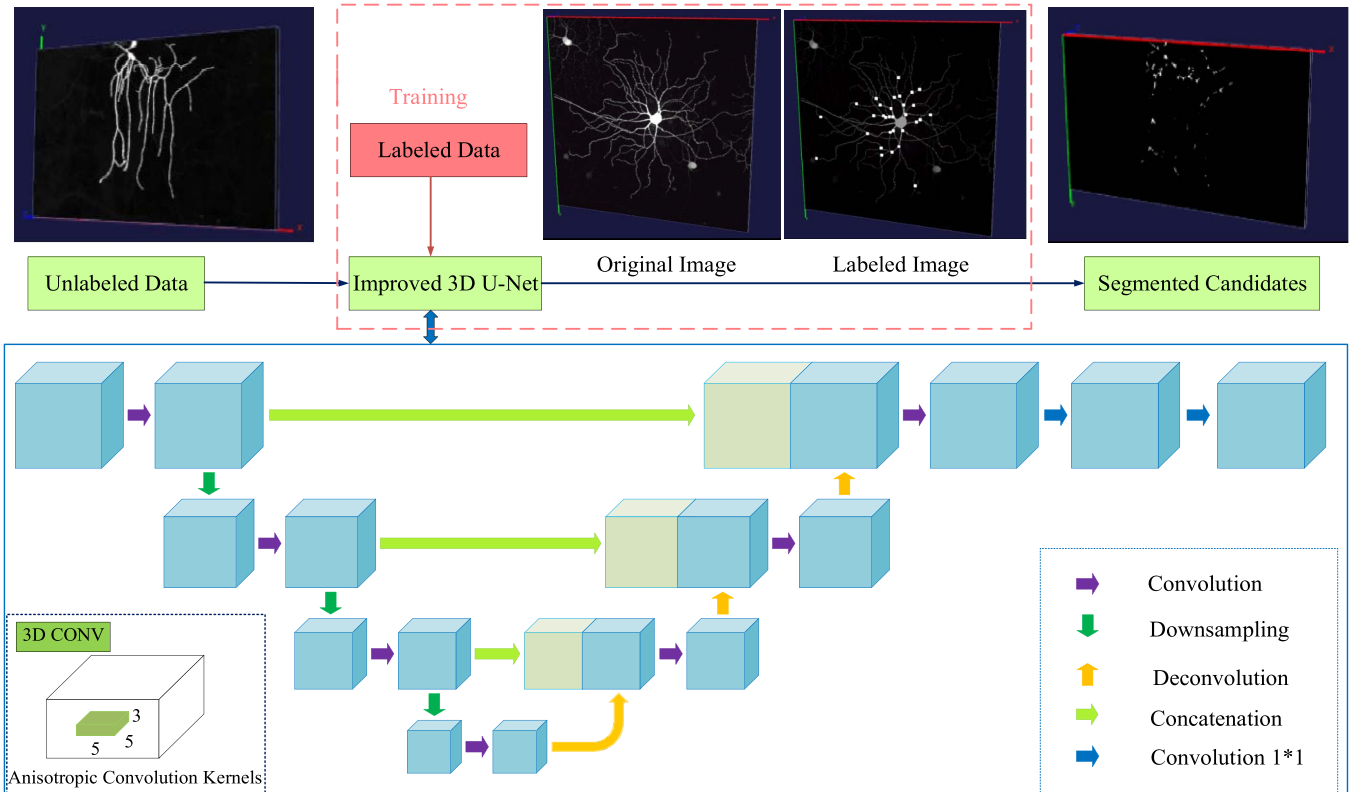 Training
Labeled Data
Unlabeled Data
Improved 3D U-Net
Original Image
Labeled Image
Segmented Candidates
3D CONV
3
5
5
Anisotropic Convolution Kernels
Convolution
Downsampling
Deconvolution
Concatenation
Convolution 1*1